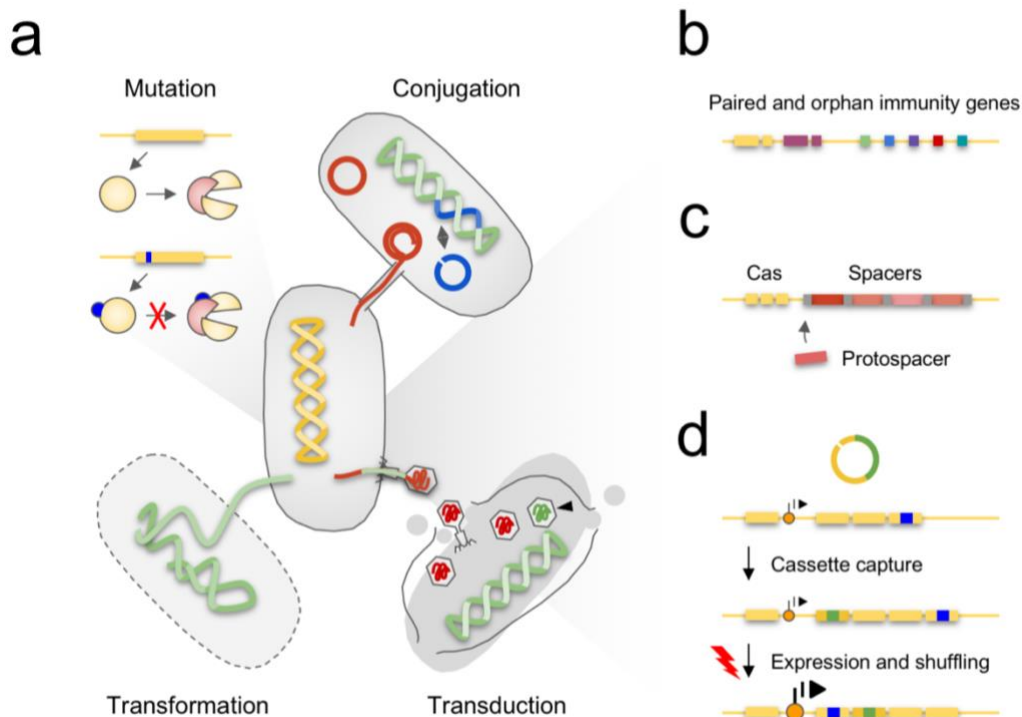 a
Mutation
Conjugation
Transformation
Transduction
b
Paired and orphan immunity genes
c
Cas
Spacers
Protospacer
d
Cassette capture
Expression and shuffling